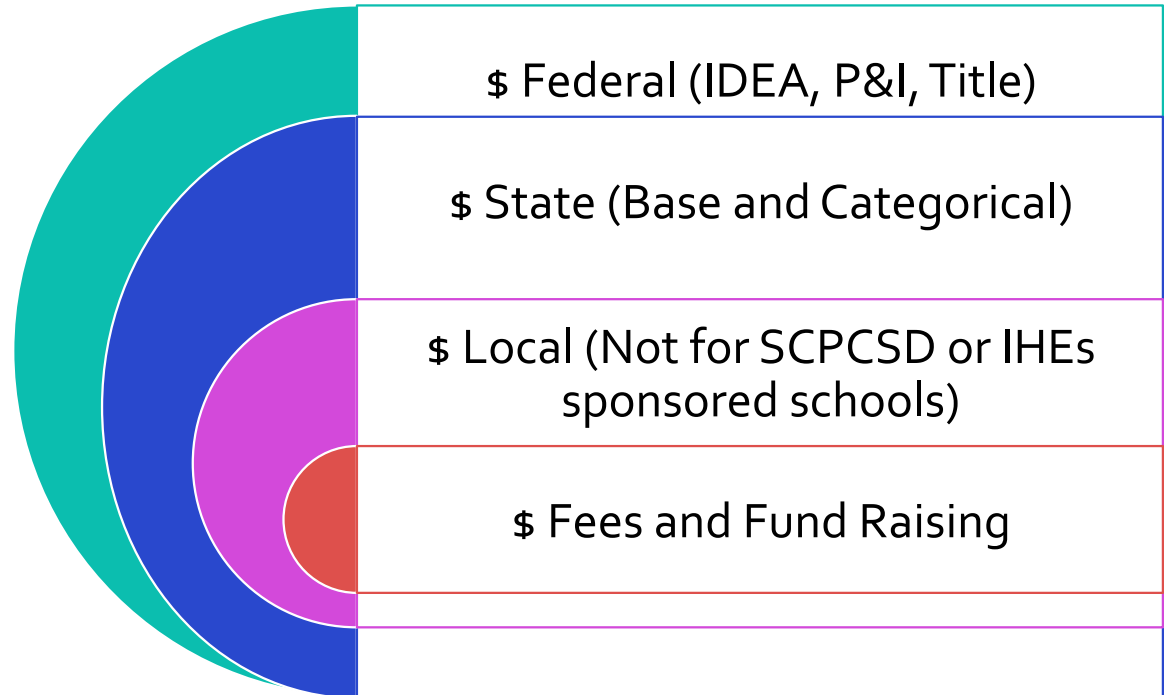 $ Federal (IDEA, P&I, Title)
$ State (Base and Categorical)
$ Local (Not for SCPCSD or IHEs
sponsored schools)
$ Fees and Fund Raising